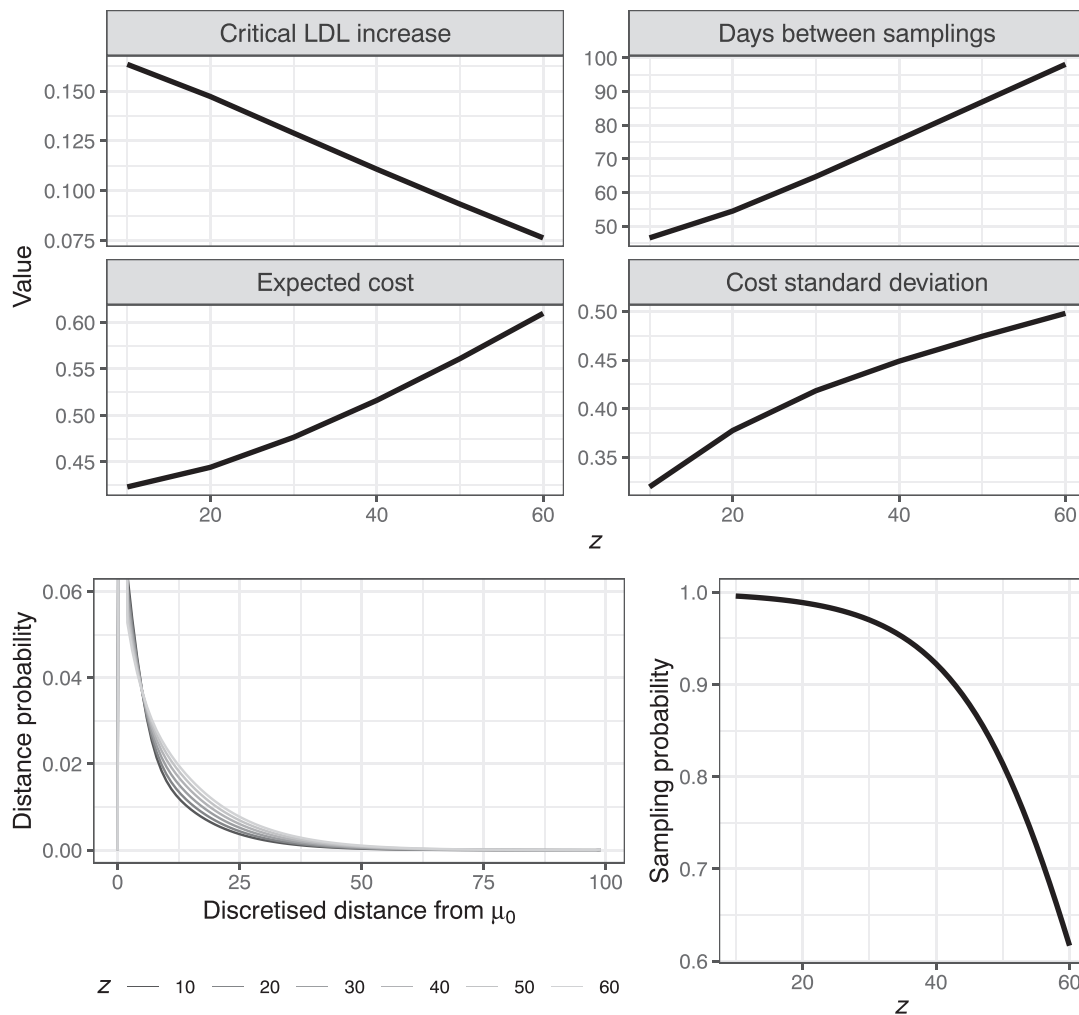 Critical LDL increase
Days between samplings
0.150
0.125
0.100
0.075
100
90
80
70
60
50
Value
Expected cost
Cost standard deviation
0.60
0.55
0.50
0.45
0.50
0.45
0.40
0.35
20 40 60
20 40 60
z
Distance probability
0.06
0.04
0.02
0.00
0 25 50 75 100
Discretised distance from μ0
z 10 20 30 40 50 60
Sampling probability
1.0
0.9
0.8
0.7
0.6
20 40 60
z